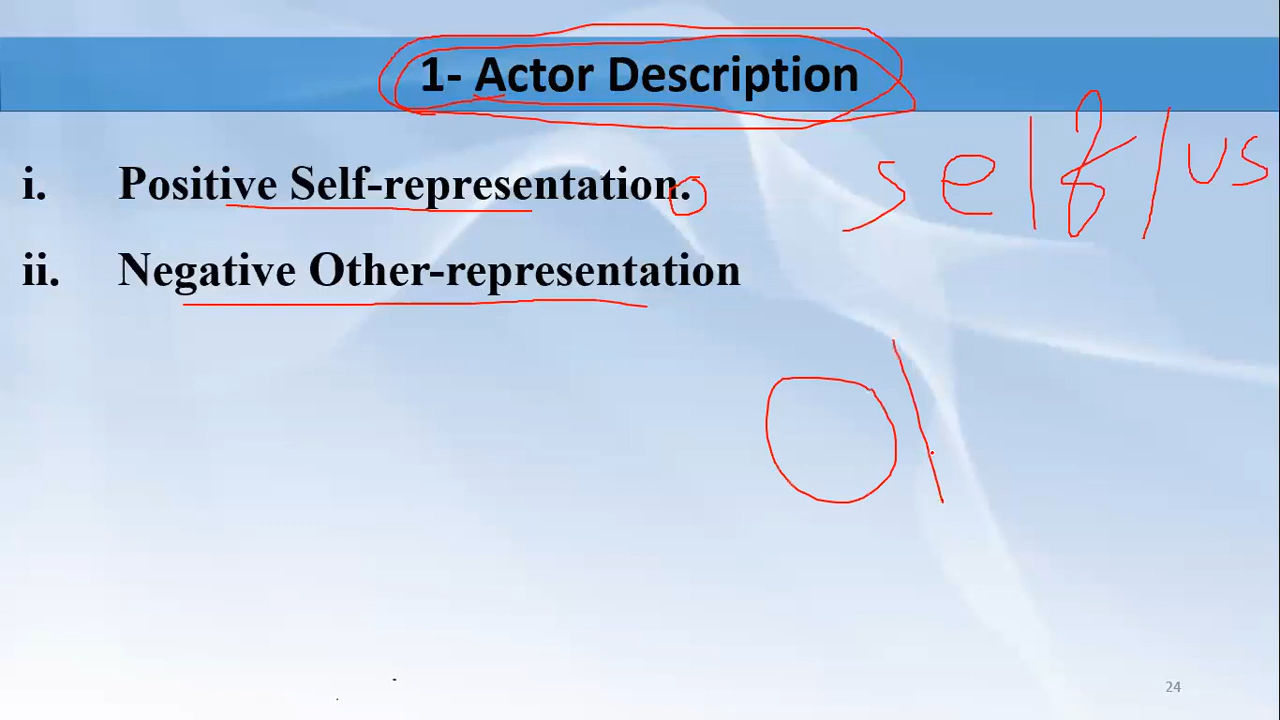 1- Actor Description
self/us
i. Positive Self-representation.
ii. Negative Other-representation
O\
24